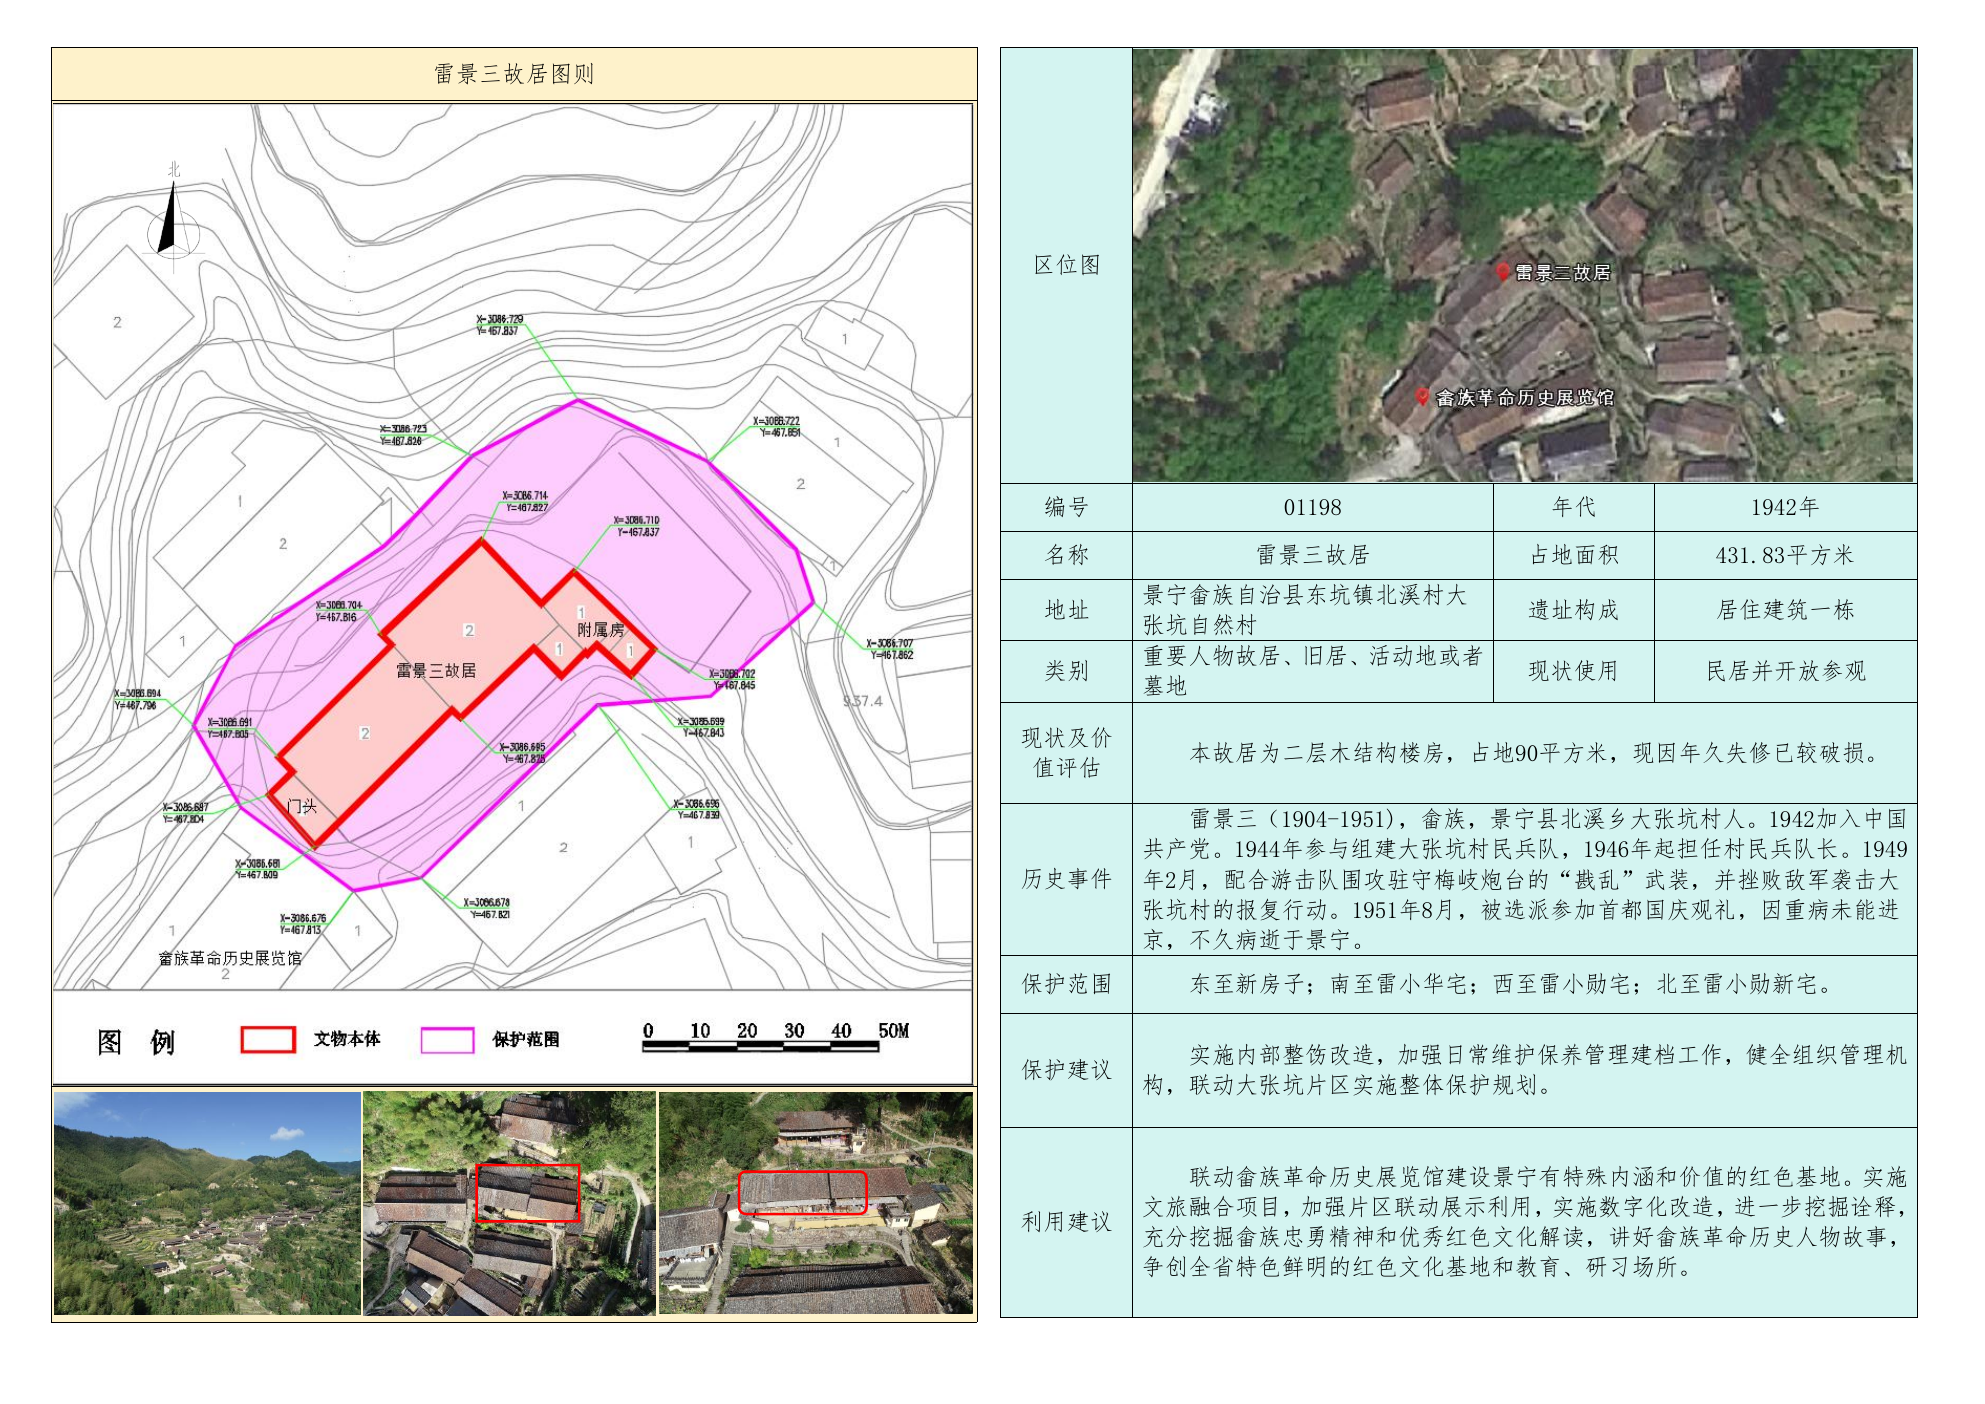 雷景三故居图则
北
2
1
X=3086.729
Y=467.837
X=3086.723
Y=467.826
X=3086.722
Y=467.851
1
2
1
1
2
X=3086.714
Y=467.827
X=3086.710
Y=467.837
X=3086.704
Y=467.816
2
1
附属房
1
1
1
雷景三故居
X=3086.707
Y=467.862
X=3086.702
Y=467.845
X=3086.694
Y=467.796
937.4
X=3086.691
Y=467.805
2
X=3086.699
Y=467.843
X=3086.695
Y=467.825
门头
X=3086.687
Y=467.804
1
X=3086.696
Y=467.839
2
1
X=3086.681
Y=467.809
X=3086.678
Y=467.821
X=3086.676
Y=467.813
1
1
畲族革命历史展览馆
2
图 例
文物本体
保护范围
0 10 20 30 40 50M
区位图
雷景三故居
畲族革命历史展览馆
编号
01198
年代
1942年
名称
雷景三故居
占地面积
431.83平方米
地址
景宁畲族自治县东坑镇北溪村大
张坑自然村
遗址构成
居住建筑一栋
类别
重要人物故居、旧居、活动地或者
墓地
现状使用
民居并开放参观
现状及价
值评估
本故居为二层木结构楼房，占地90平方米，现因年久失修已较破损。
历史事件
雷景三（1904-1951），畲族，景宁县北溪乡大张坑村人。1942加入中国
共产党。1944年参与组建大张坑村民兵队，1946年起担任村民兵队长。1949
年2月，配合游击队围攻驻守梅岐炮台的“戡乱”武装，并挫败敌军袭击大
张坑村的报复行动。1951年8月，被选派参加首都国庆观礼，因重病未能进
京，不久病逝于景宁。
保护范围
东至新房子；南至雷小华宅；西至雷小勋宅；北至雷小勋新宅。
保护建议
实施内部整饬改造，加强日常维护保养管理建档工作，健全组织管理机
构，联动大张坑片区实施整体保护规划。
利用建议
联动畲族革命历史展览馆建设景宁有特殊内涵和价值的红色基地。实施
文旅融合项目，加强片区联动展示利用，实施数字化改造，进一步挖掘诠释，
充分挖掘畲族忠勇精神和优秀红色文化解读，讲好畲族革命历史人物故事，
争创全省特色鲜明的红色文化基地和教育、研习场所。